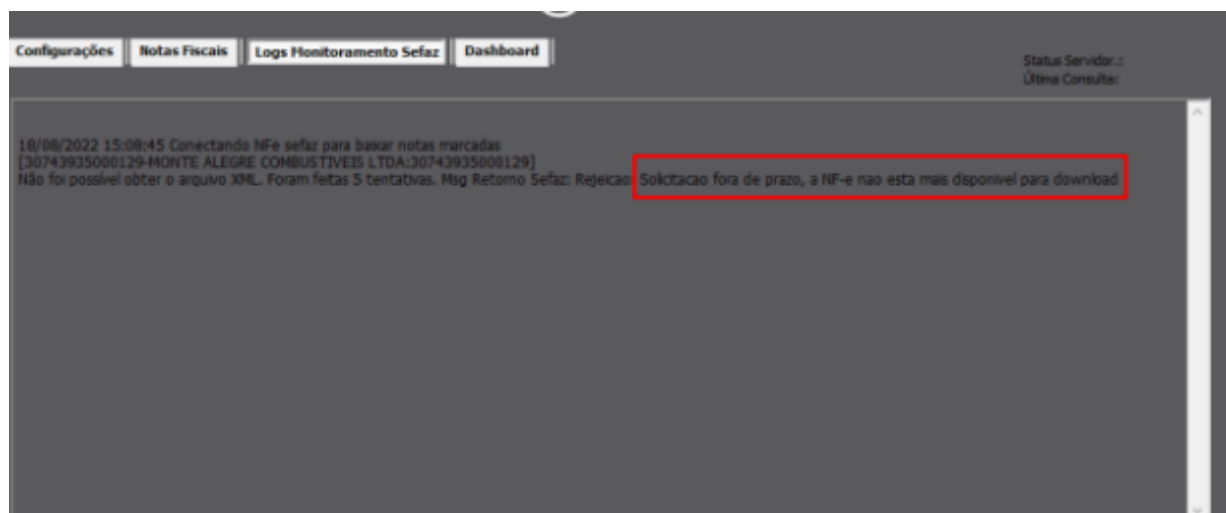 Configurações Notas Fiscais Logs Monitoramento Sefaz Dashboard
Status Servidor..:
Última Consulta:
18/08/2022 15:08:45 Conectando NFe sefaz para baixar notas marcadas
[30743935000129-MONTE ALEGRE COMBUSTIVEIS LTDA:30743935000129]
Não foi possível obter o arquivo XML. Foram feitas 5 tentativas. Msg Retorno Sefaz: Rejeicao: Solicitacao fora de prazo, a NF-e nao esta mais disponivel para download